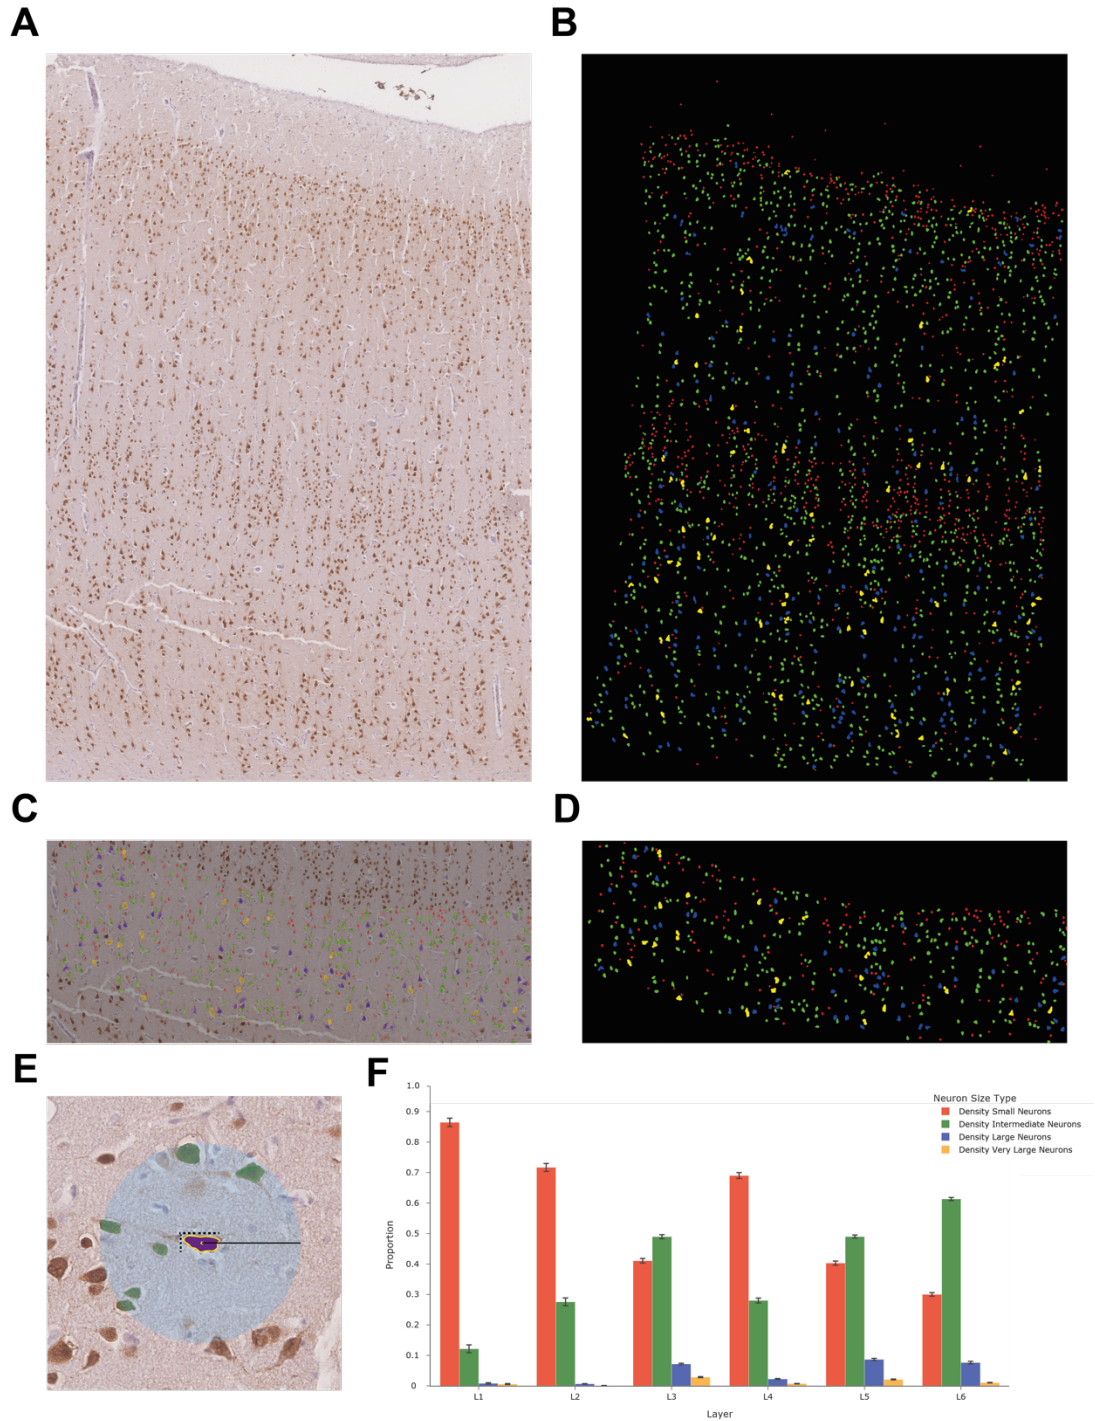 A
B
C
D
E
F
1.0
0.9
0.8
0.7
0.6
0.5
0.4
0.3
0.2
0.1
0
Proportion
Neuron Size Type
Density Small Neurons
Density Intermediate Neurons
Density Large Neurons
Density Very Large Neurons
L1
L2
L3
L4
L5
L6
Layer